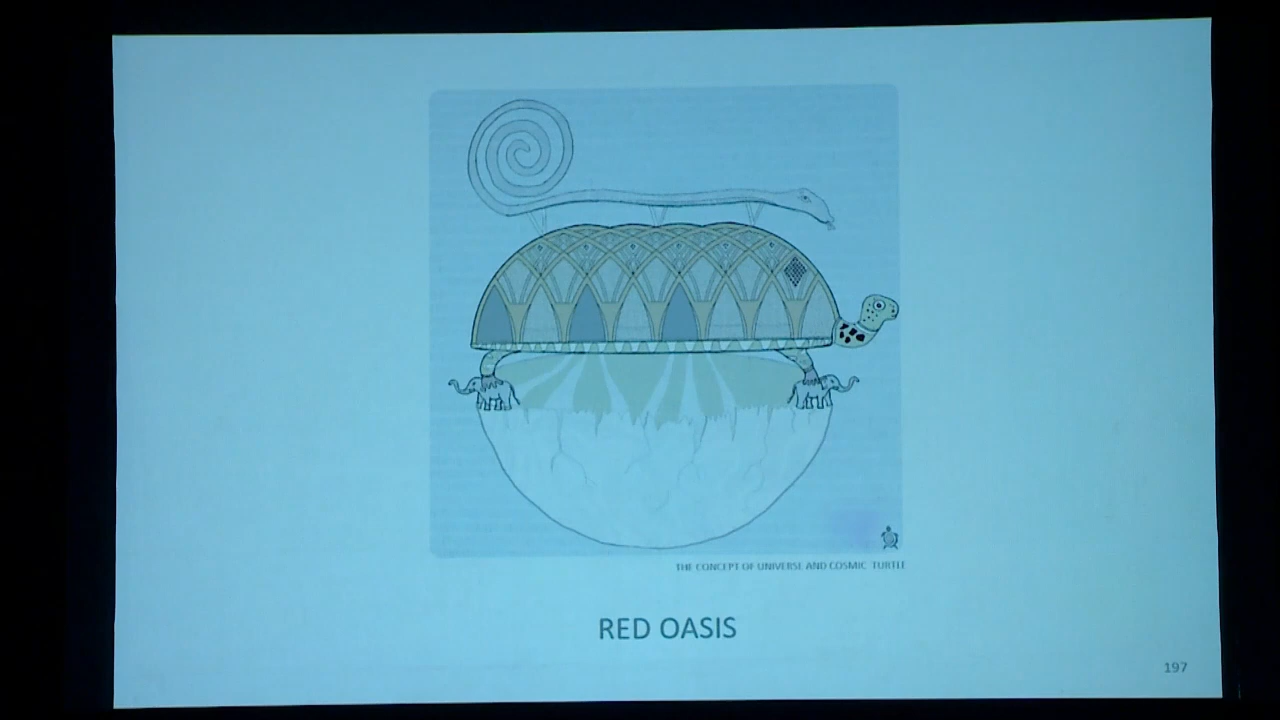 THE CONCEPT OF UNIVERSE AND COSMIC TURTLE
RED OASIS
197